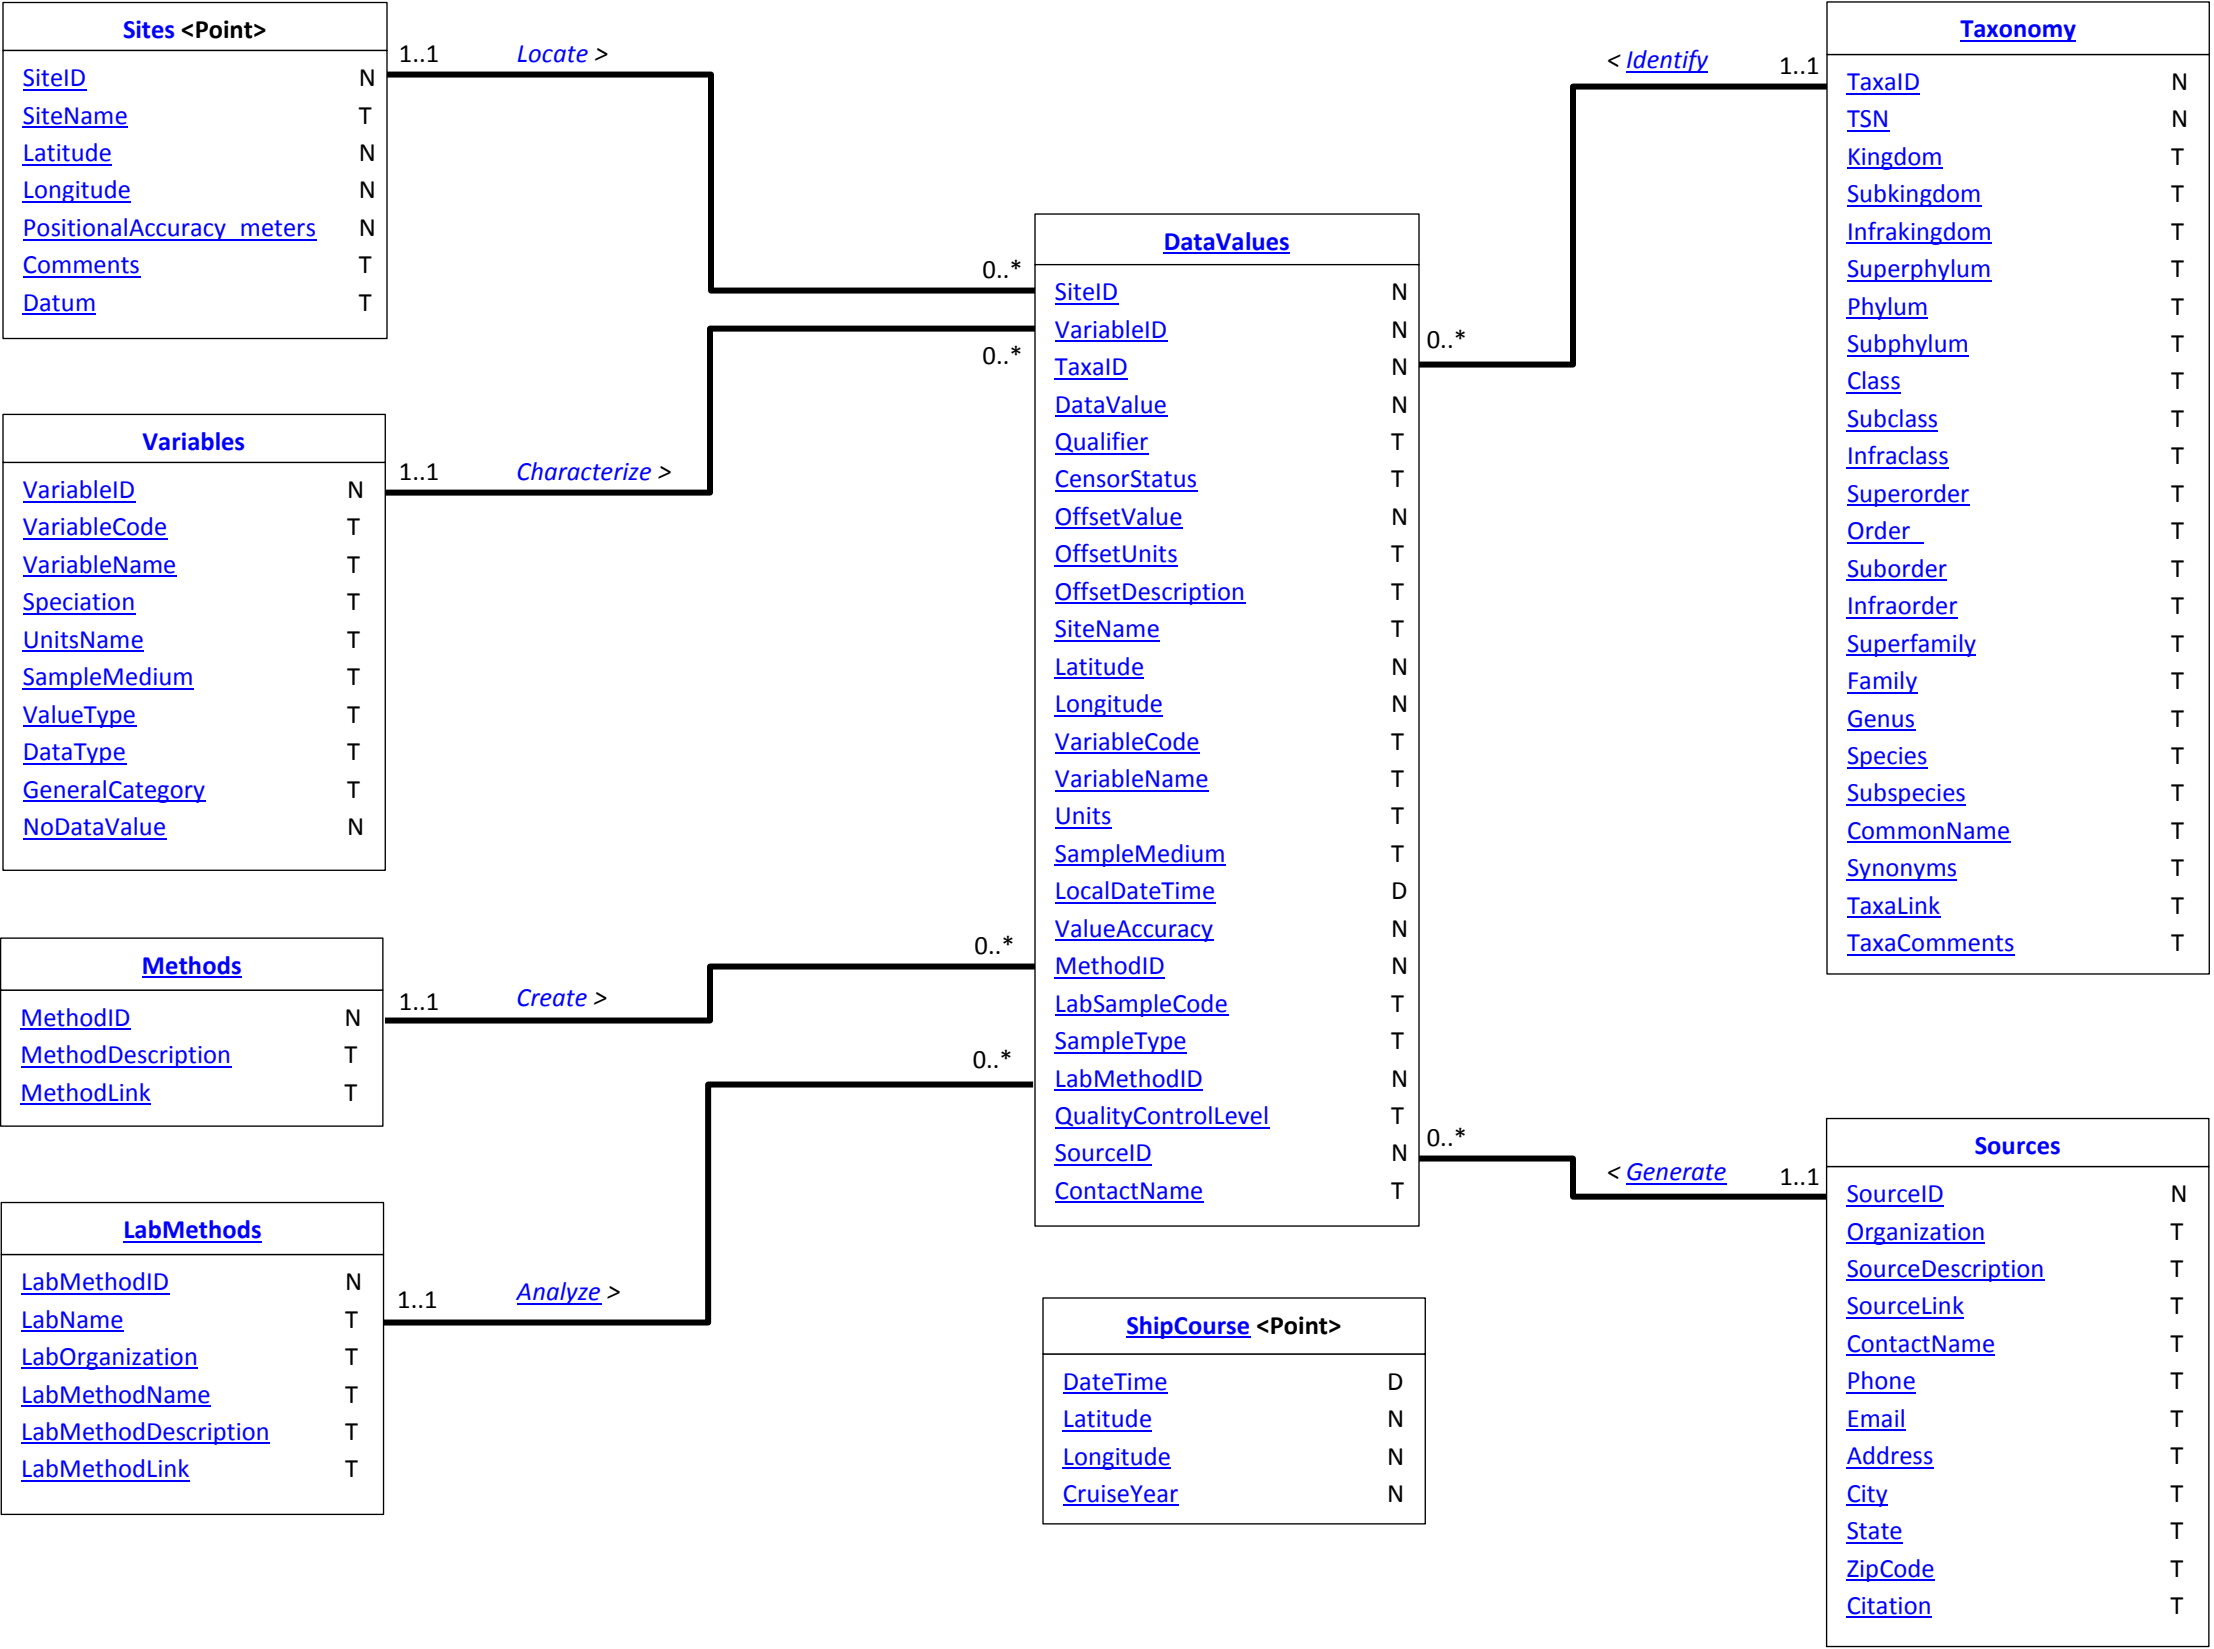 Sites <Point>
SiteID N
SiteName T
Latitude N
Longitude N
PositionalAccuracy_meters N
Comments T
Datum T
1..1 Locate >
0..*
Variables
VariableID N
VariableCode T
VariableName T
Speciation T
UnitsName T
SampleMedium T
ValueType T
DataType T
GeneralCategory T
NoDataValue N
1..1 Characterize >
0..*
Methods
MethodID N
MethodDescription T
MethodLink T
1..1 Create >
0..*
LabMethods
LabMethodID N
LabName T
LabOrganization T
LabMethodName T
LabMethodDescription T
LabMethodLink T
1..1 Analyze >
0..*
DataValues
SiteID N
VariableID N
TaxaID N
DataValue N
Qualifier T
CensorStatus T
OffsetValue N
OffsetUnits T
OffsetDescription T
SiteName T
Latitude N
Longitude N
VariableCode T
VariableName T
Units T
SampleMedium T
LocalDateTime D
ValueAccuracy N
MethodID N
LabSampleCode T
SampleType T
LabMethodID N
QualityControlLevel T
SourceID N
ContactName T
ShipCourse <Point>
DateTime D
Latitude N
Longitude N
CruiseYear N
< Identify 1..1
0..*
Taxonomy
TaxaID N
TSN N
Kingdom T
Subkingdom T
Infrakingdom T
Superphylum T
Phylum T
Subphylum T
Class T
Subclass T
Infraclass T
Superorder T
Order_ T
Suborder T
Infraorder T
Superfamily T
Family T
Genus T
Species T
Subspecies T
CommonName T
Synonyms T
TaxaLink T
TaxaComments T
0..*
< Generate 1..1
Sources
SourceID N
Organization T
SourceDescription T
SourceLink T
ContactName T
Phone T
Email T
Address T
City T
State T
ZipCode T
Citation T